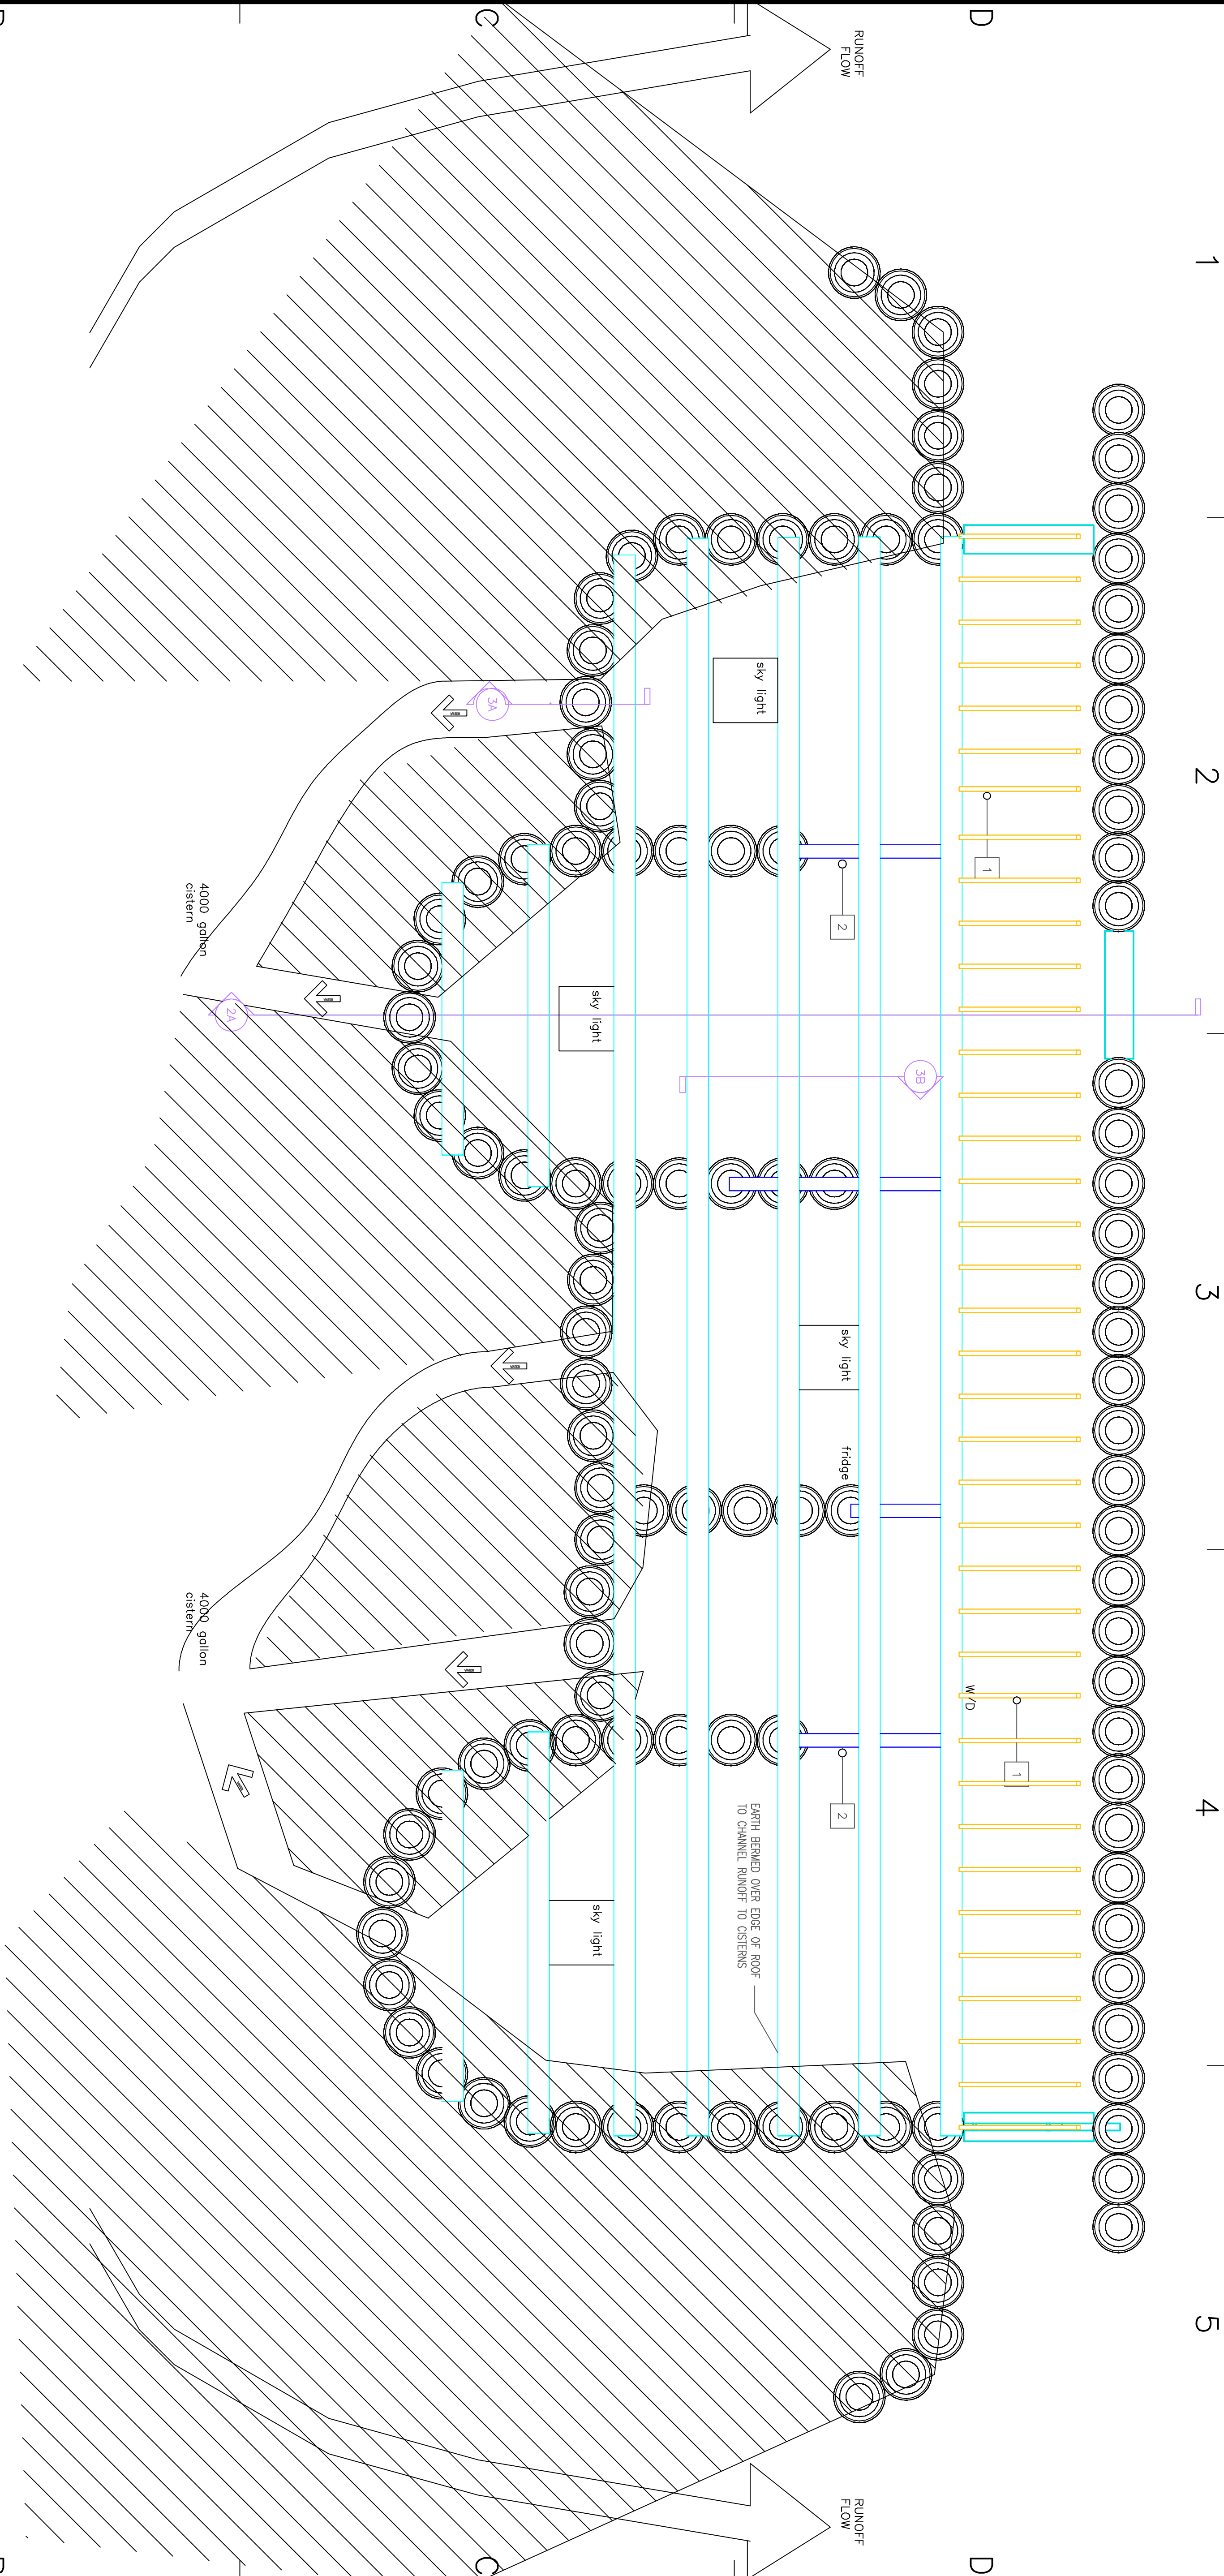 1
2
3
4
5
D
D
C
C
RUNOFF
FLOW
RUNOFF
FLOW
sky light
sky light
sky light
sky light
fridge
W/D
1
1
2
2
3A
2A
3B
4000 gallon
cistern
4000 gallon
cistern
EARTH BERMED OVER EDGE OF ROOF
TO CHANNEL RUNOFF TO CISTERNS